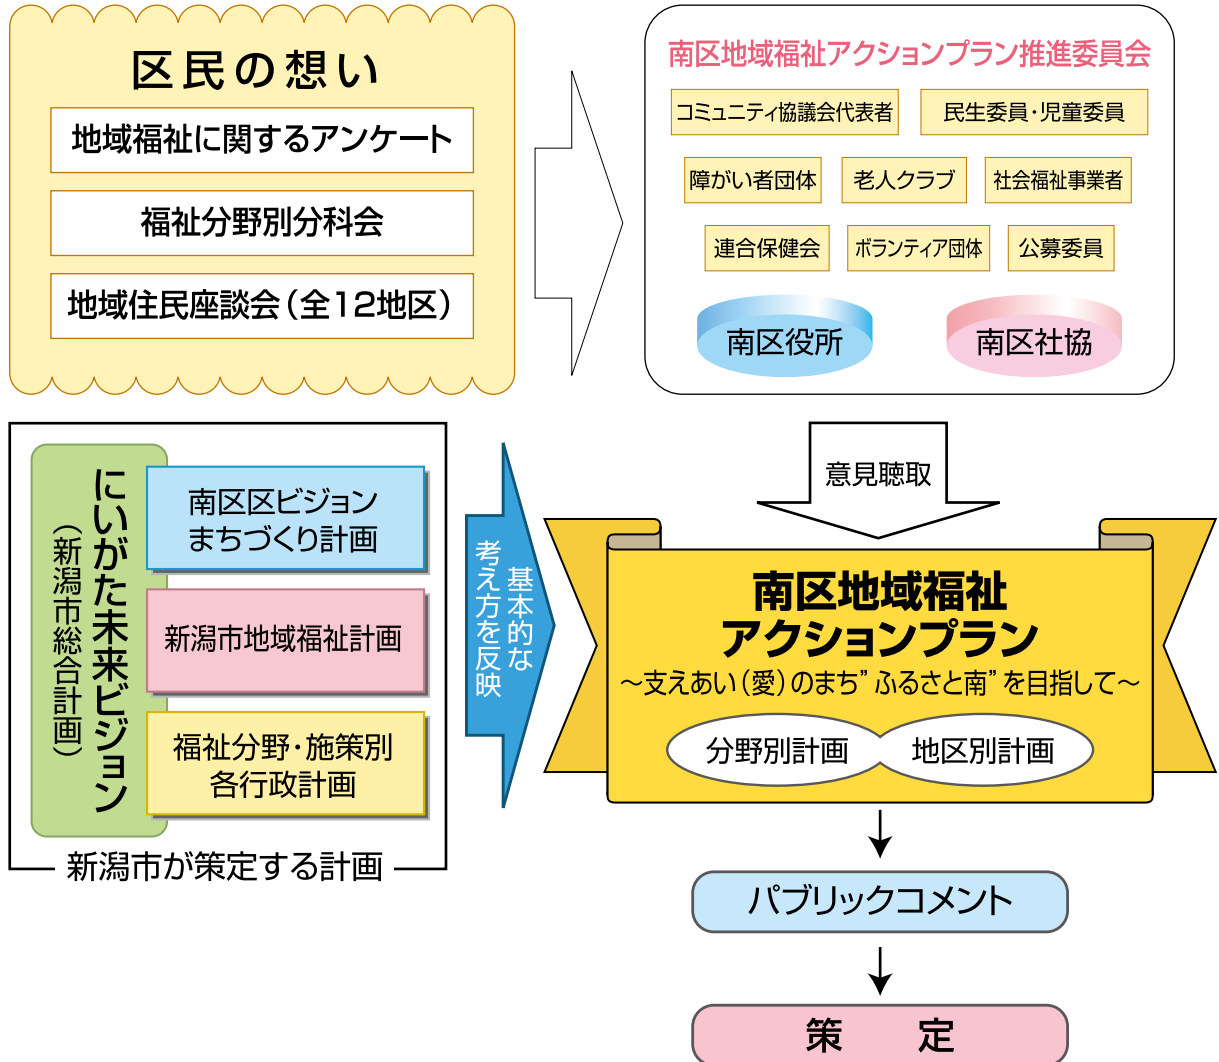 区民の想い
地域福祉に関するアンケート
福祉分野別分科会
地域住民座談会（全12地区）
南区地域福祉アクションプラン推進委員会
コミュニティ協議会代表者
民生委員・児童委員
障がい者団体
老人クラブ
社会福祉事業者
連合保健会
ボランティア団体
公募委員
南区役所
南区社協
にいがた未来ビジョン
（新潟市総合計画）
南区区ビジョン
まちづくり計画
新潟市地域福祉計画
福祉分野・施策別
各行政計画
新潟市が策定する計画
基本的な
考え方を反映
意見聴取
南区地域福祉
アクションプラン
～支えあい（愛）のまち”ふるさと南”を目指して～
分野別計画
地区別計画
パブリックコメント
策　定